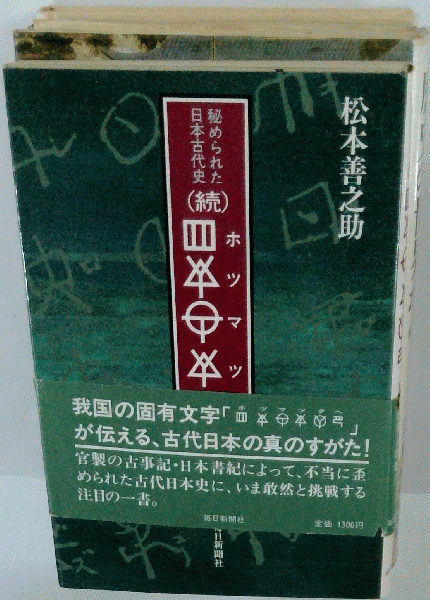 松本善之助
秘められた
日本古代史
(続)
ホツマツ
我国の固有文字「
」
が伝える、古代日本の真のすがた!
官製の古事記・日本書紀によって、不当に歪
められた古代日本史に、いま敢然と挑戦する
注目の一書。
毎日新聞社
定価 1300円
毎日新聞社